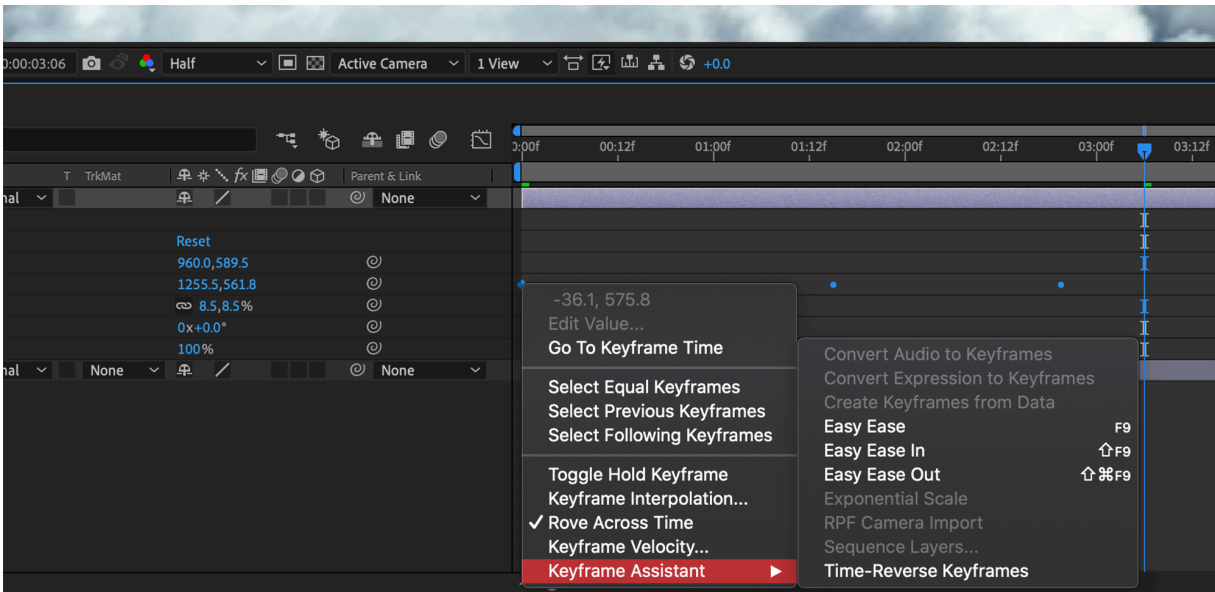 0:00:03:06 Half Active Camera 1 View +0.0
0:00f 00:12f 01:00f 01:12f 02:00f 02:12f 03:00f 03:12f
T TrkMat fx Parent & Link
nal None
Reset
960.0,589.5
1255.5,561.8
8.5,8.5%
0x+0.0°
100%
nal None None
-36.1, 575.8
Edit Value...
Go To Keyframe Time
Select Equal Keyframes
Select Previous Keyframes
Select Following Keyframes
Toggle Hold Keyframe
Keyframe Interpolation...
✓ Rove Across Time
Keyframe Velocity...
Keyframe Assistant ▶
Convert Audio to Keyframes
Convert Expression to Keyframes
Create Keyframes from Data
Easy Ease F9
Easy Ease In ⇧F9
Easy Ease Out ⇧⌘F9
Exponential Scale
RPF Camera Import
Sequence Layers...
Time-Reverse Keyframes